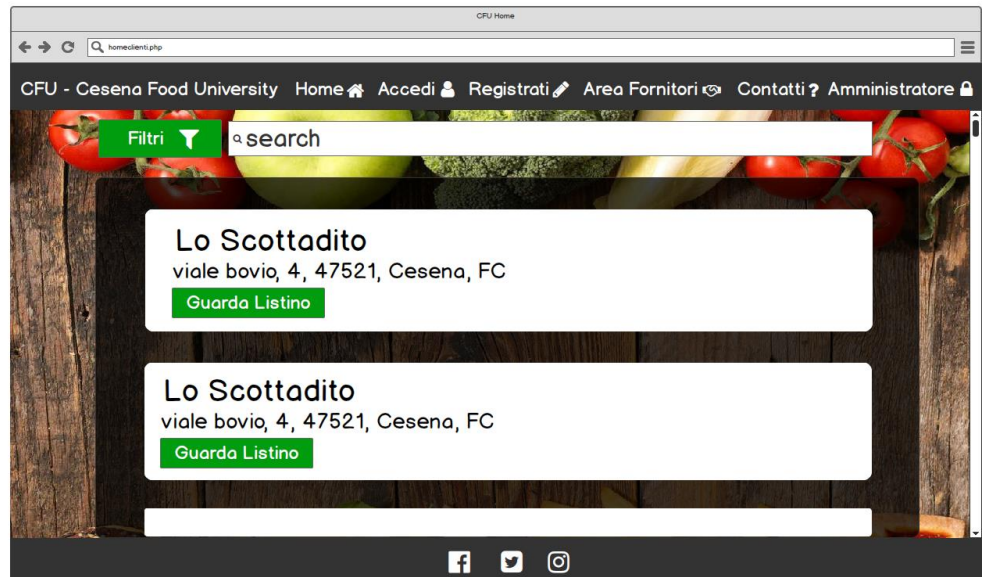 CFU Home
homeclienti.php
CFU - Cesena Food University Home Accedi Registrati Area Fornitori Contatti ? Amministratore
Filtri search
Lo Scottadito
viale bovio, 4, 47521, Cesena, FC
Guarda Listino
Lo Scottadito
viale bovio, 4, 47521, Cesena, FC
Guarda Listino